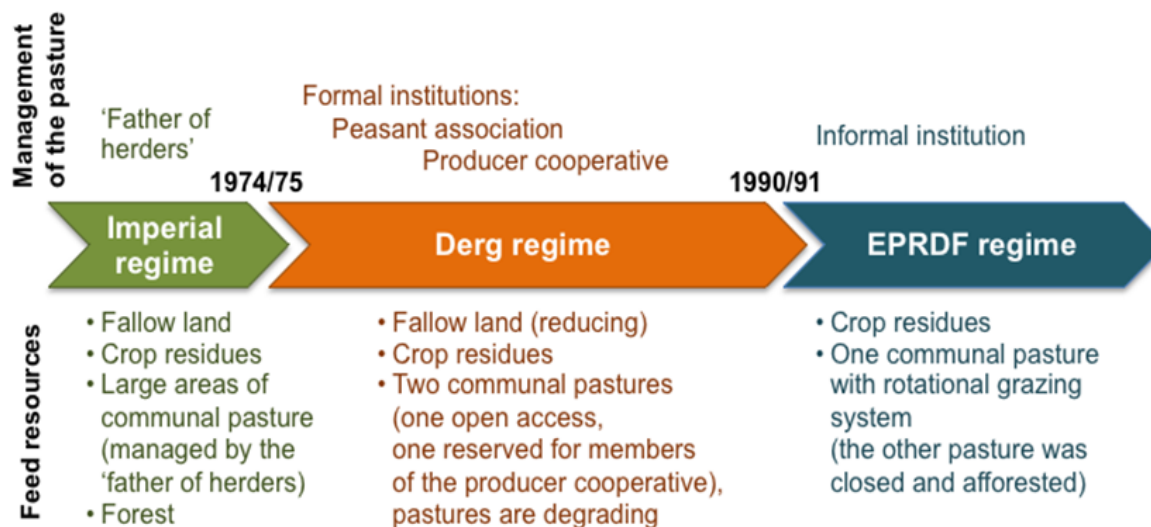 Management
of the pasture
'Father of
herders'
Formal institutions:
Peasant association
Producer cooperative
Informal institution
1974/75
1990/91
Imperial
regime
Derg regime
EPRDF regime
Feed resources
• Fallow land
• Crop residues
• Large areas of
communal pasture
(managed by the
'father of herders)
• Forest
• Fallow land (reducing)
• Crop residues
• Two communal pastures
(one open access,
one reserved for members
of the producer cooperative),
pastures are degrading
• Crop residues
• One communal pasture
with rotational grazing
system
(the other pasture was
closed and afforested)